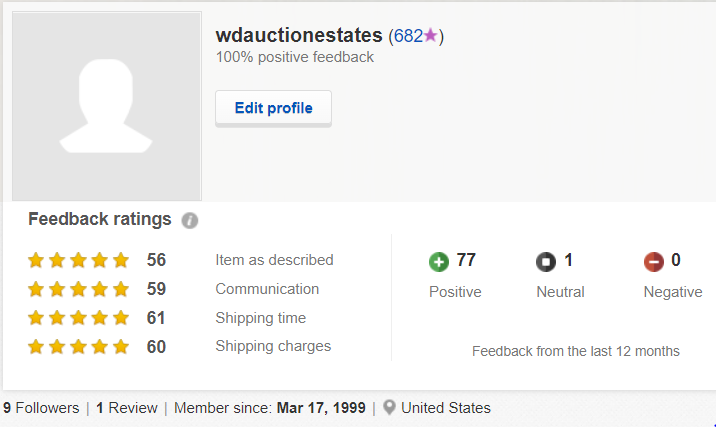 wdauctionestates (682)
100% positive feedback
Edit profile
Feedback ratings
56 Item as described
59 Communication
61 Shipping time
60 Shipping charges
77 1 0
Positive Neutral Negative
Feedback from the last 12 months
9 Followers | 1 Review | Member since: Mar 17, 1999 | United States